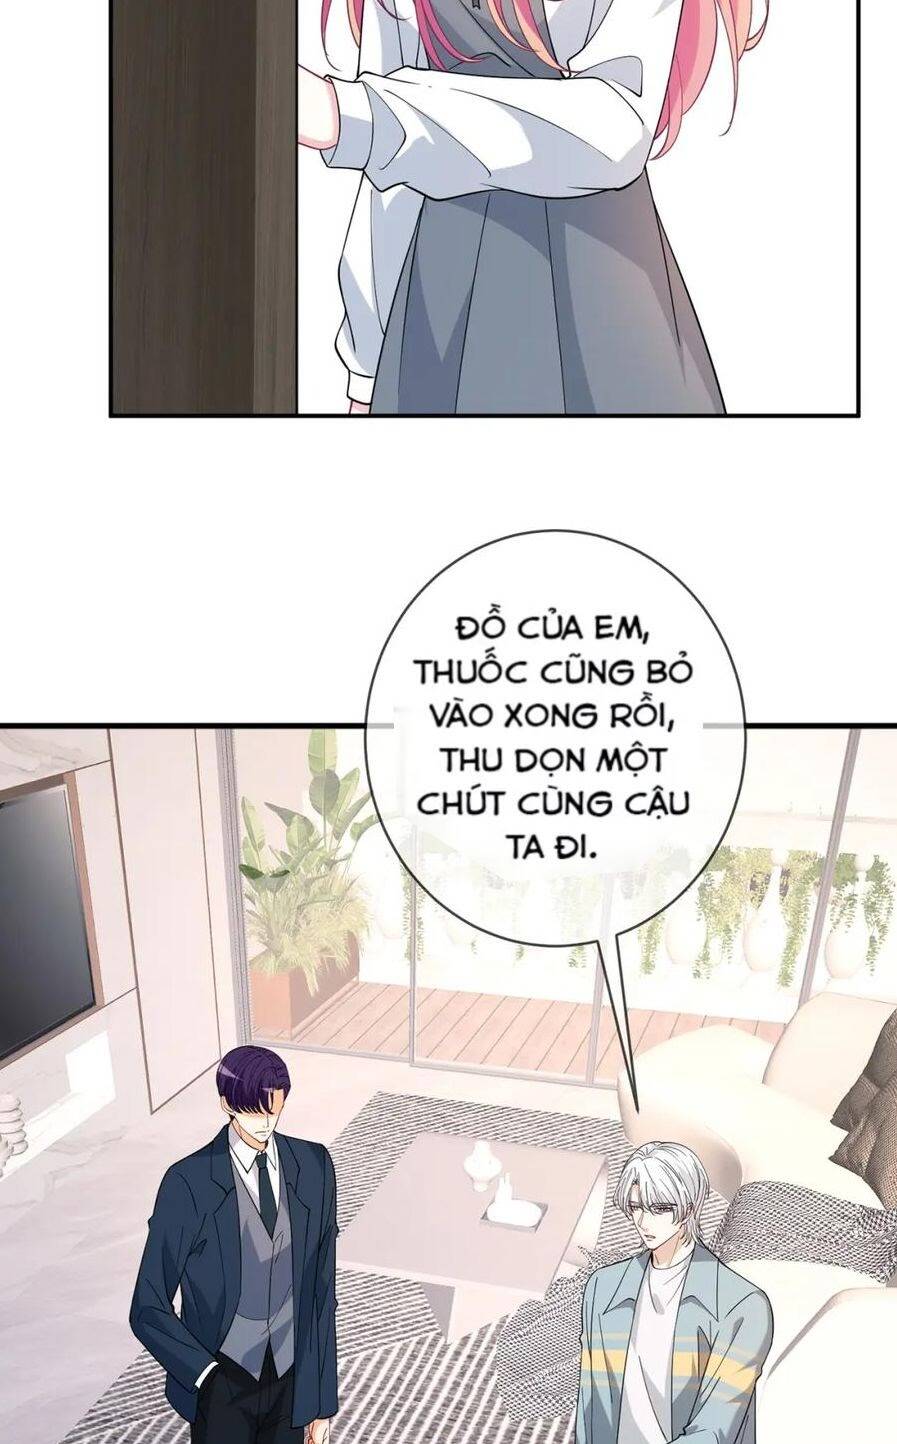 ĐỒ CỦA EM,
THUỐC CŨNG BỎ
VÀO XONG RỒI,
THU DỌN MỘT
CHÚT CÙNG CẬU
TA ĐI.